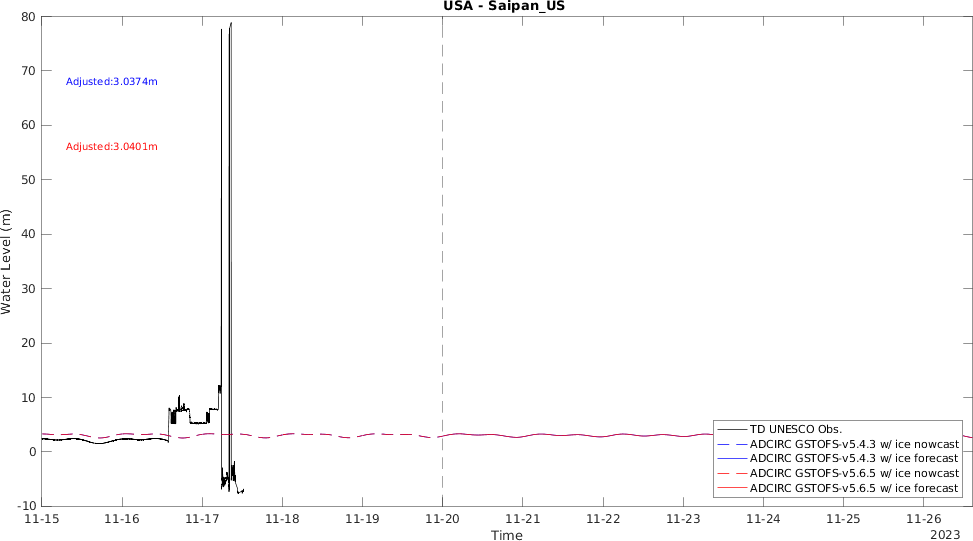 USA - Saipan_US
80
70
60
50
40
30
20
10
0
-10
Water Level (m)
Adjusted:3.0374m
Adjusted:3.0401m
TD UNESCO Obs.
ADCIRC GSTOFS-v5.4.3 w/ ice nowcast
ADCIRC GSTOFS-v5.4.3 w/ ice forecast
ADCIRC GSTOFS-v5.6.5 w/ ice nowcast
ADCIRC GSTOFS-v5.6.5 w/ ice forecast
11-15 11-16 11-17 11-18 11-19 11-20 11-21 11-22 11-23 11-24 11-25 11-26
Time
2023